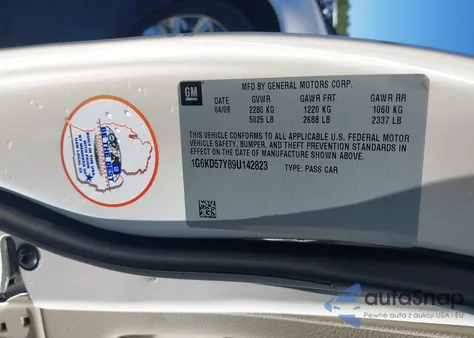 MFD BY GENERAL MOTORS CORP.
GM
DATE GVWR GAWR FRT GAWR RR
04/09 2280 KG 1220 KG 1060 KG
5025 LB 2688 LB 2337 LB
THIS VEHICLE CONFORMS TO ALL APPLICABLE U.S. FEDERAL MOTOR
VEHICLE SAFETY, BUMPER, AND THEFT PREVENTION STANDARDS IN
EFFECT ON THE DATE OF MANUFACTURE SHOWN ABOVE.
1G6KD57Y89U142823 TYPE: PASS CAR
autoSnap
Pewne auta z aukcji USA - EU